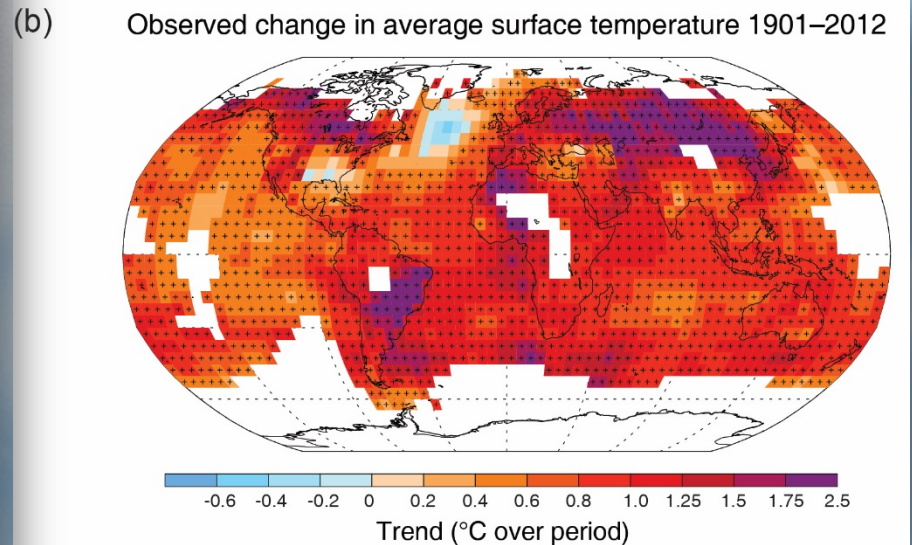 (b)
Observed change in average surface temperature 1901–2012
-0.6 -0.4 -0.2 0 0.2 0.4 0.6 0.8 1.0 1.25 1.5 1.75 2.5
Trend (°C over period)